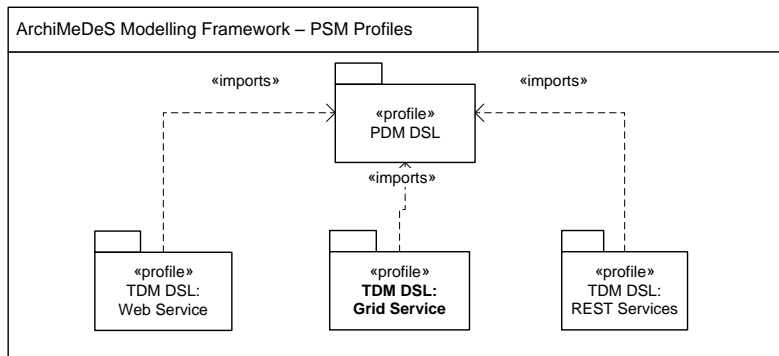 ArchiMeDeS Modelling Framework – PSM Profiles
«imports»
«imports»
«profile»
PDM DSL
«imports»
«profile»
TDM DSL:
Web Service
«profile»
TDM DSL:
Grid Service
«profile»
TDM DSL:
REST Services